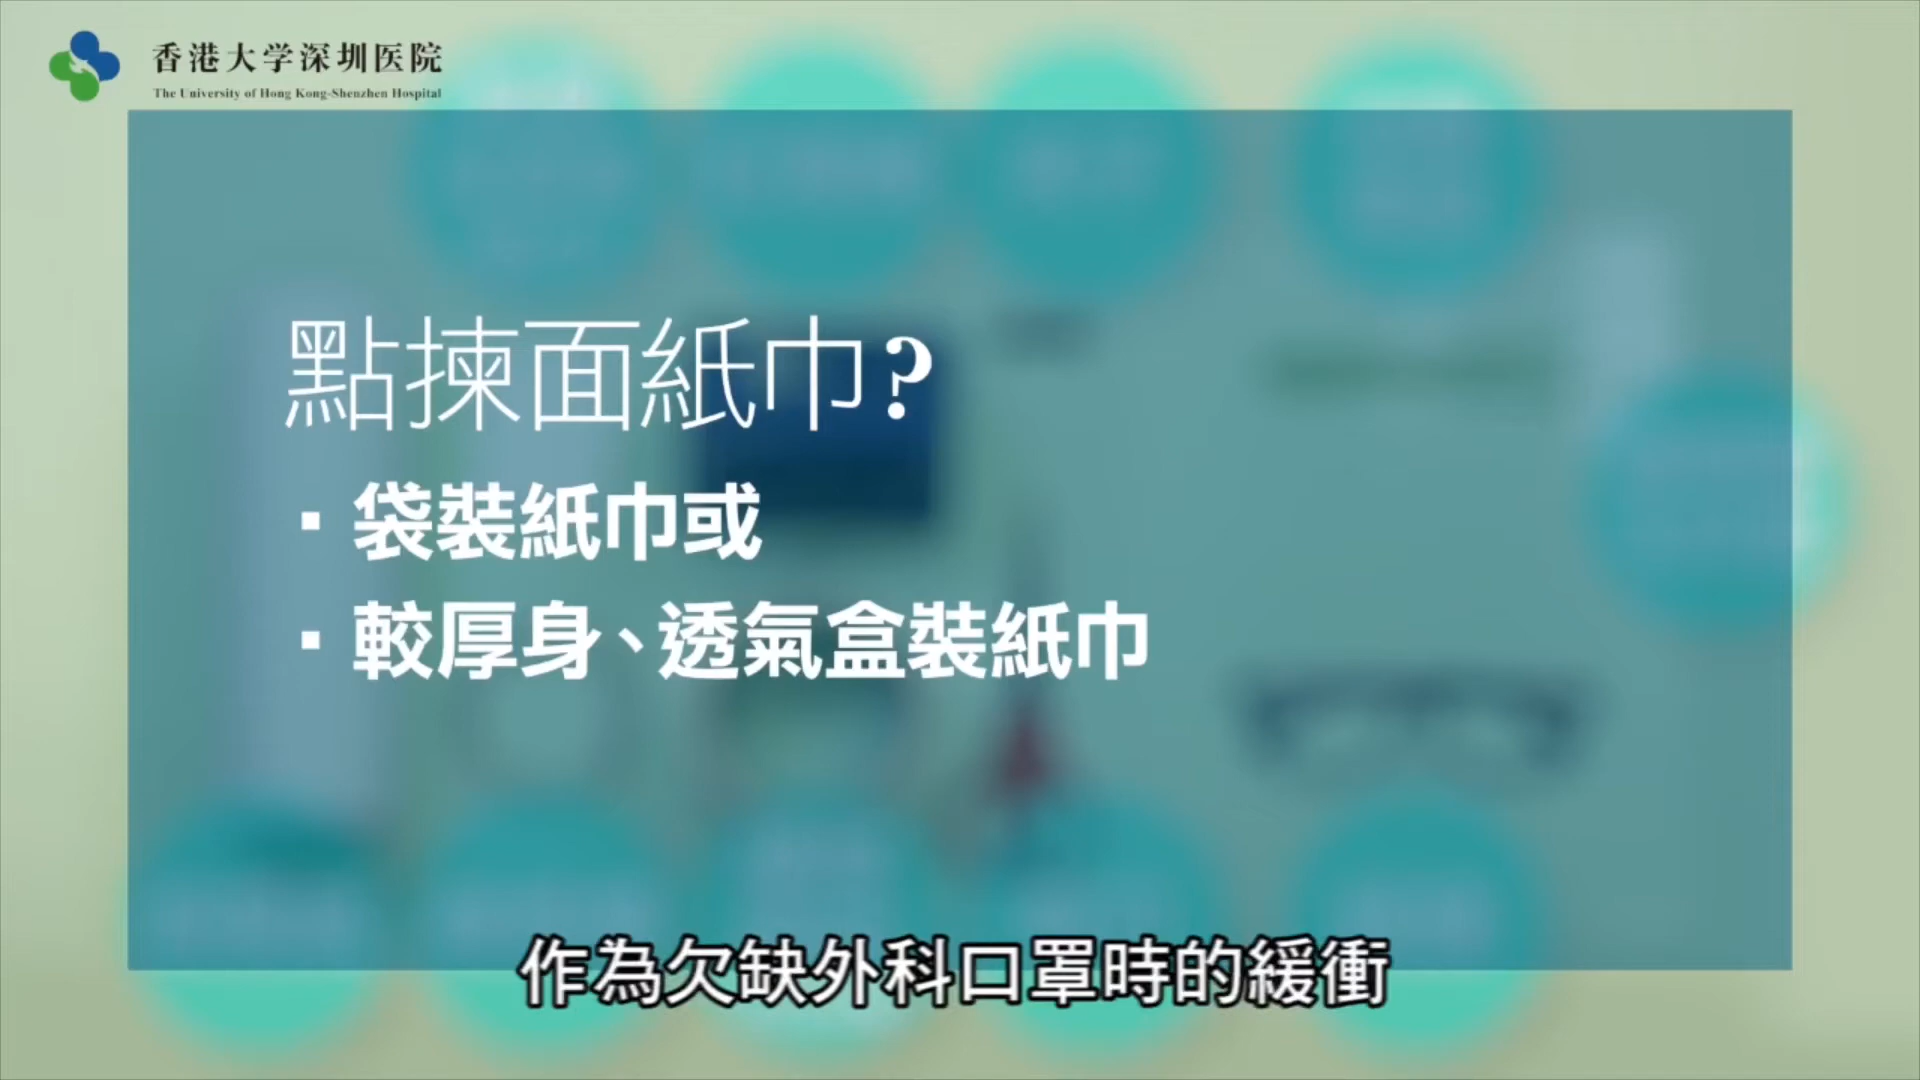 香港大学深圳医院
The University of Hong Kong-Shenzhen Hospital
點揀面紙巾?
▪ 袋裝紙巾或
▪ 較厚身、透氣盒裝紙巾
作為欠缺外科口罩時的緩衝